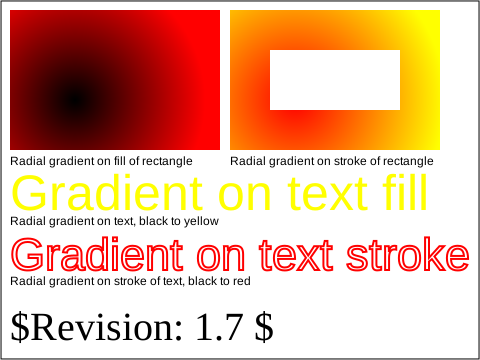 Radial gradient on fill of rectangle
Radial gradient on stroke of rectangle
Gradient on text fill
Radial gradient on text, black to yellow
Gradient on text stroke
Radial gradient on stroke of text, black to red
$Revision: 1.7 $